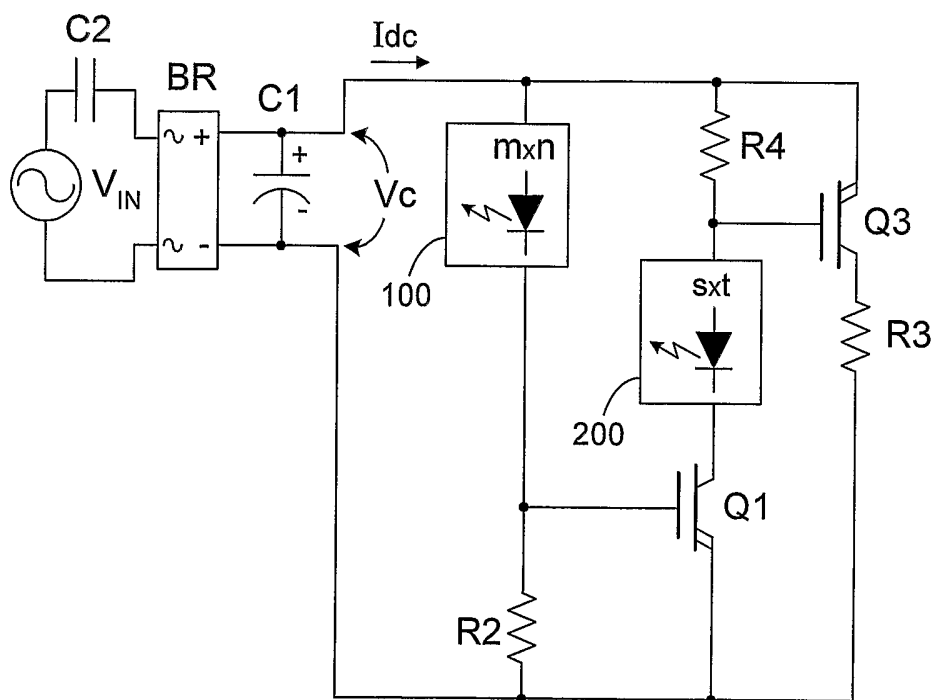 C2
BR
C1
Idc
V_IN
~ +
~ -
+
-
Vc
mxn
100
R4
Q3
sxt
R3
200
Q1
R2